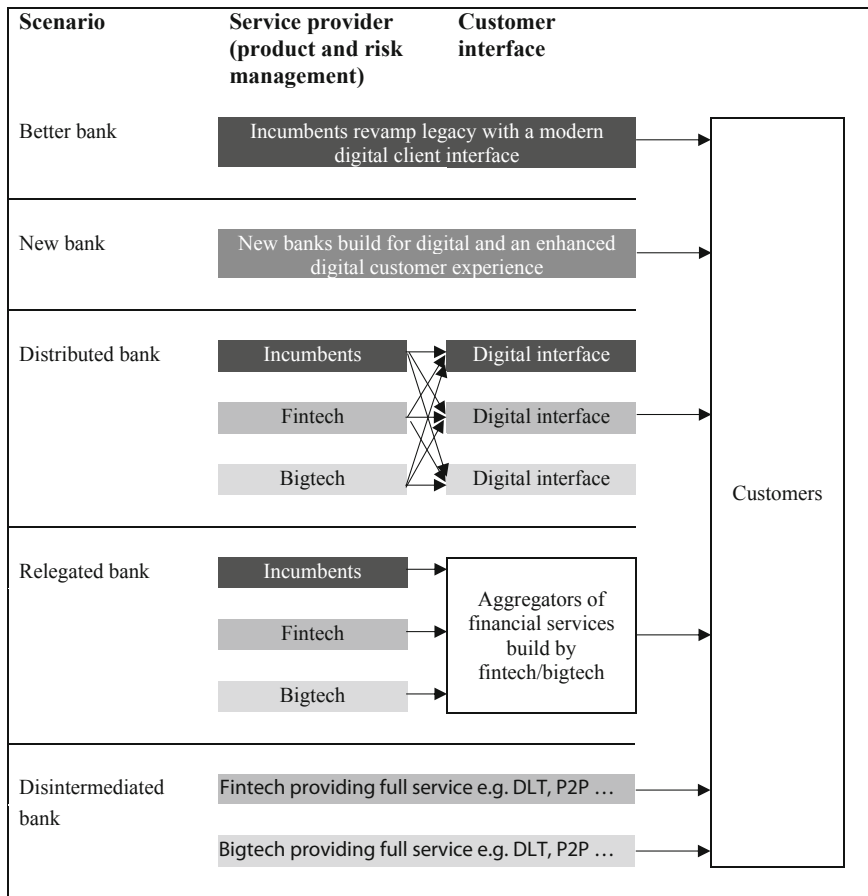 Scenario
Service provider
(product and risk
management)
Customer
interface
Better bank
Incumbents revamp legacy with a modern
digital client interface
New bank
New banks build for digital and an enhanced
digital customer experience
Distributed bank
Incumbents
Digital interface
Fintech
Digital interface
Bigtech
Digital interface
Customers
Relegated bank
Incumbents
Fintech
Bigtech
Aggregators of
financial services
build by
fintech/bigtech
Disintermediated
bank
Fintech providing full service e.g. DLT, P2P …
Bigtech providing full service e.g. DLT, P2P …